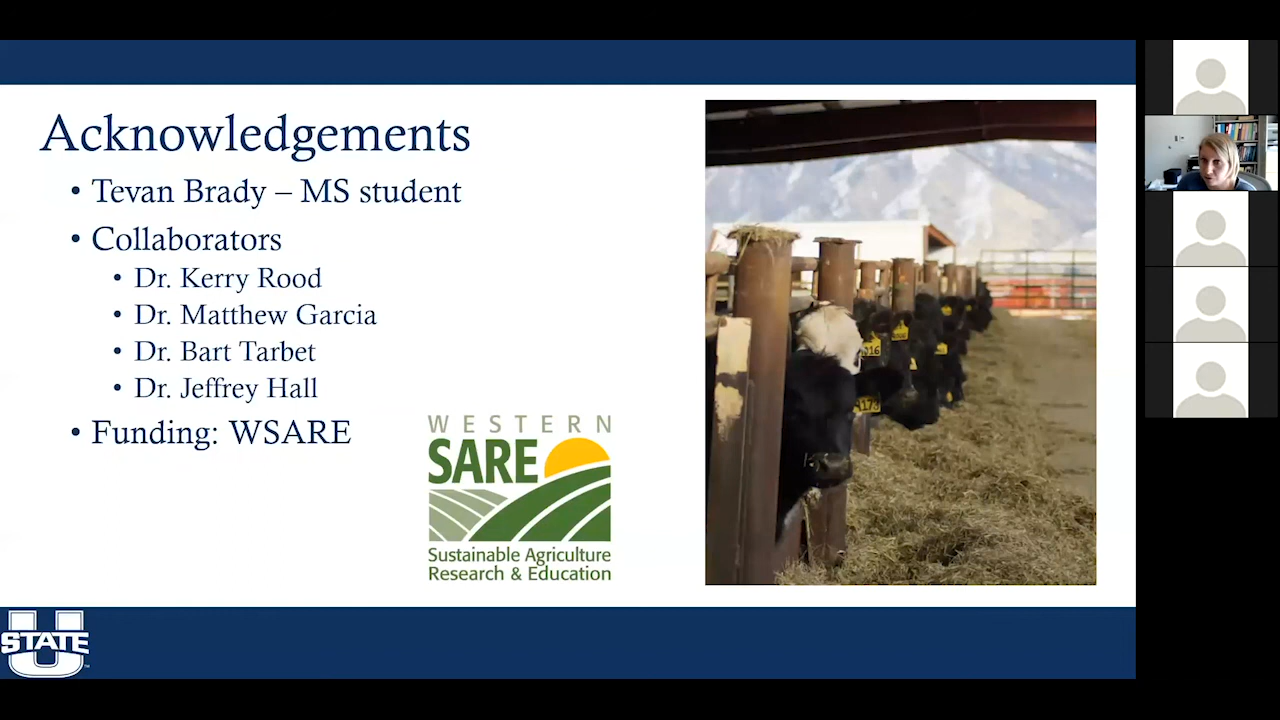 Acknowledgements
• Tevan Brady – MS student
• Collaborators
• Dr. Kerry Rood
• Dr. Matthew Garcia
• Dr. Bart Tarbet
• Dr. Jeffrey Hall
• Funding: WSARE
WESTERN
SARE
Sustainable Agriculture
Research & Education
U STATE